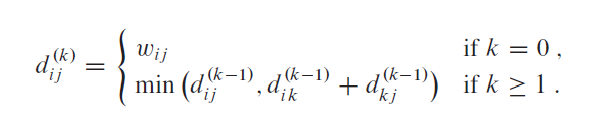 d_{ij}^{(k)} = { w_{ij} if k = 0 ,
min (d_{ij}^{(k−1)}, d_{ik}^{(k−1)} + d_{kj}^{(k−1)}) if k ≥ 1 .